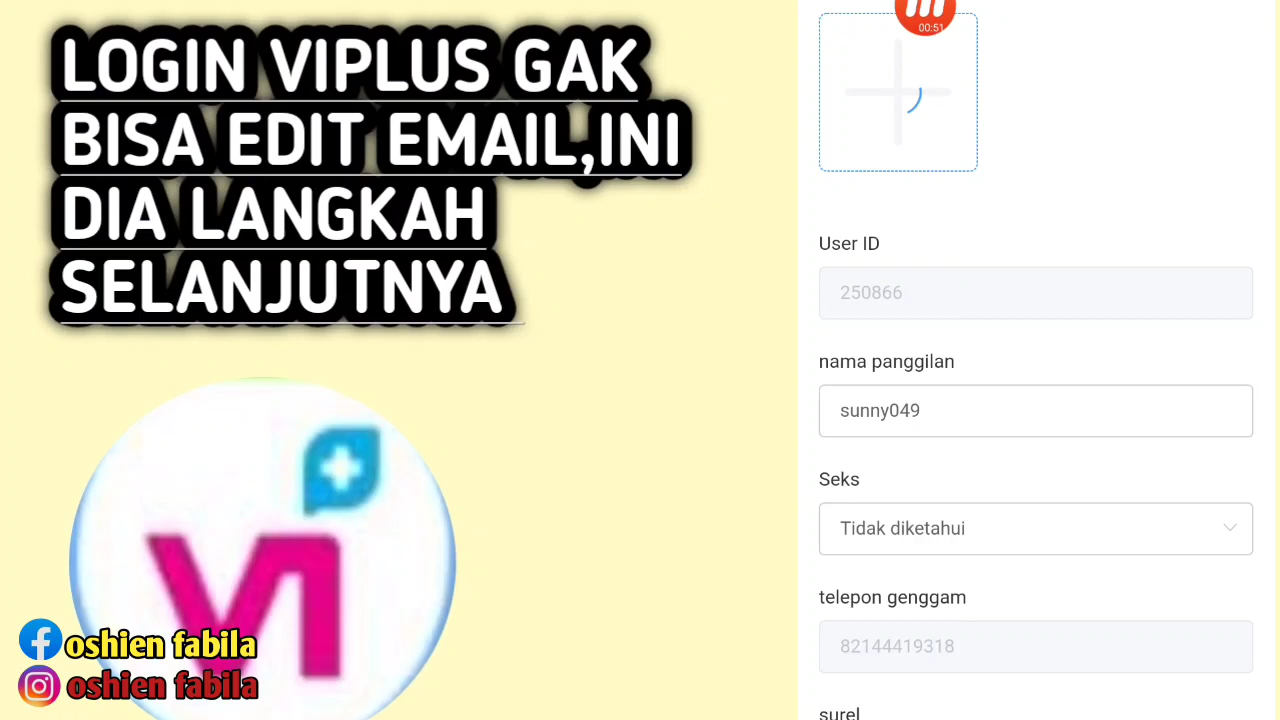 LOGIN VIPLUS GAK
BISA EDIT EMAIL,INI
DIA LANGKAH
SELANJUTNYA
VI
oshien fabila
oshien fabila
00:51
User ID
250866
nama panggilan
sunny049
Seks
Tidak diketahui
telepon genggam
82144419318
surel